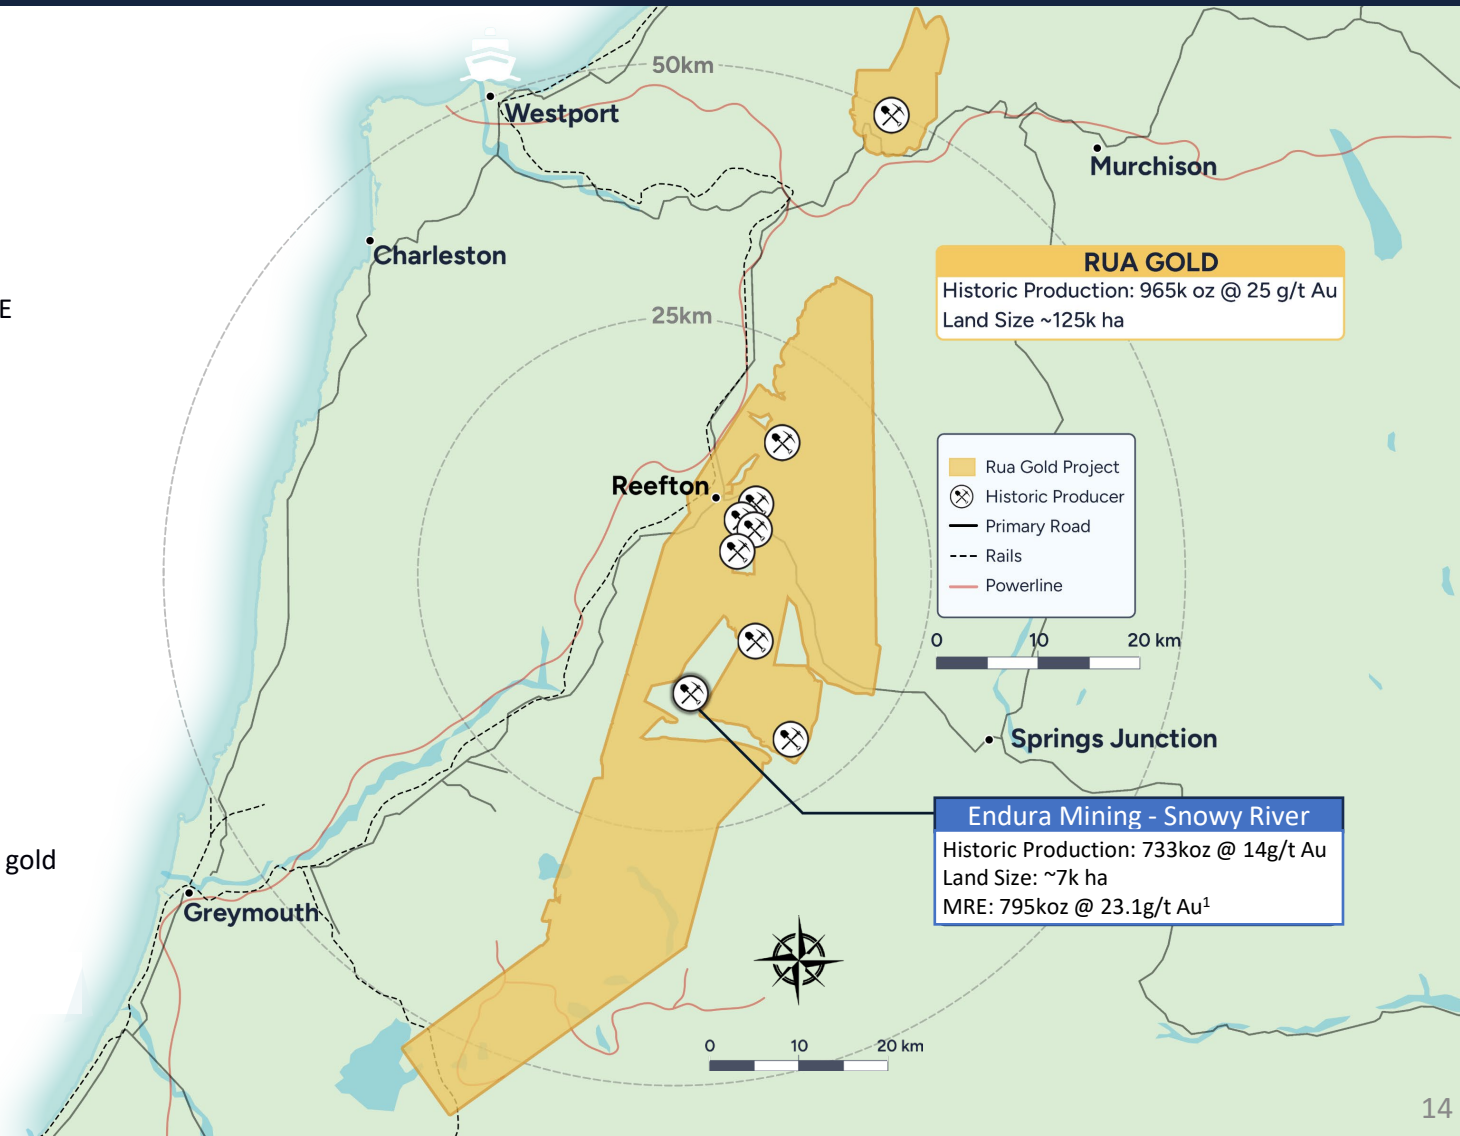 50km
Westport
Murchison
Charleston
RUA GOLD
Historic Production: 965k oz @ 25 g/t Au
Land Size ~125k ha
E
25km
Reefton
Rua Gold Project
Historic Producer
Primary Road
Rails
Powerline
0 10 20 km
Springs Junction
Endura Mining - Snowy River
Historic Production: 733koz @ 14g/t Au
Land Size: ~7k ha
MRE: 795koz @ 23.1g/t Au¹
gold
Greymouth
0 10 20 km
14